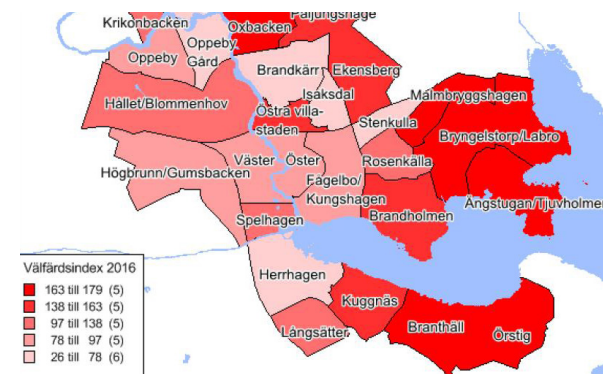 Krikonbacken
Oxbacken
Påljungshage
Oppeby
Oppeby
Gård
Brandkärr
Ekensberg
Isaksdal
Malmbryggshagen
Hållet/Blommenhov
Östra villa-
staden
Stenkulla
Bryngelstorp/Labro
Högbrunn/Gumsbacken
Väster
Öster
Rosenkälla
Fågelbo/
Kungshagen
Ängstugan/Tjuvholmen
Spelhagen
Brandholmen
Herrhagen
Kuggnäs
Långsätter
Branthäll
Örstig
Välfärdsindex 2016
163 till 179 (5)
138 till 163 (5)
97 till 138 (5)
78 till 97 (5)
26 till 78 (6)